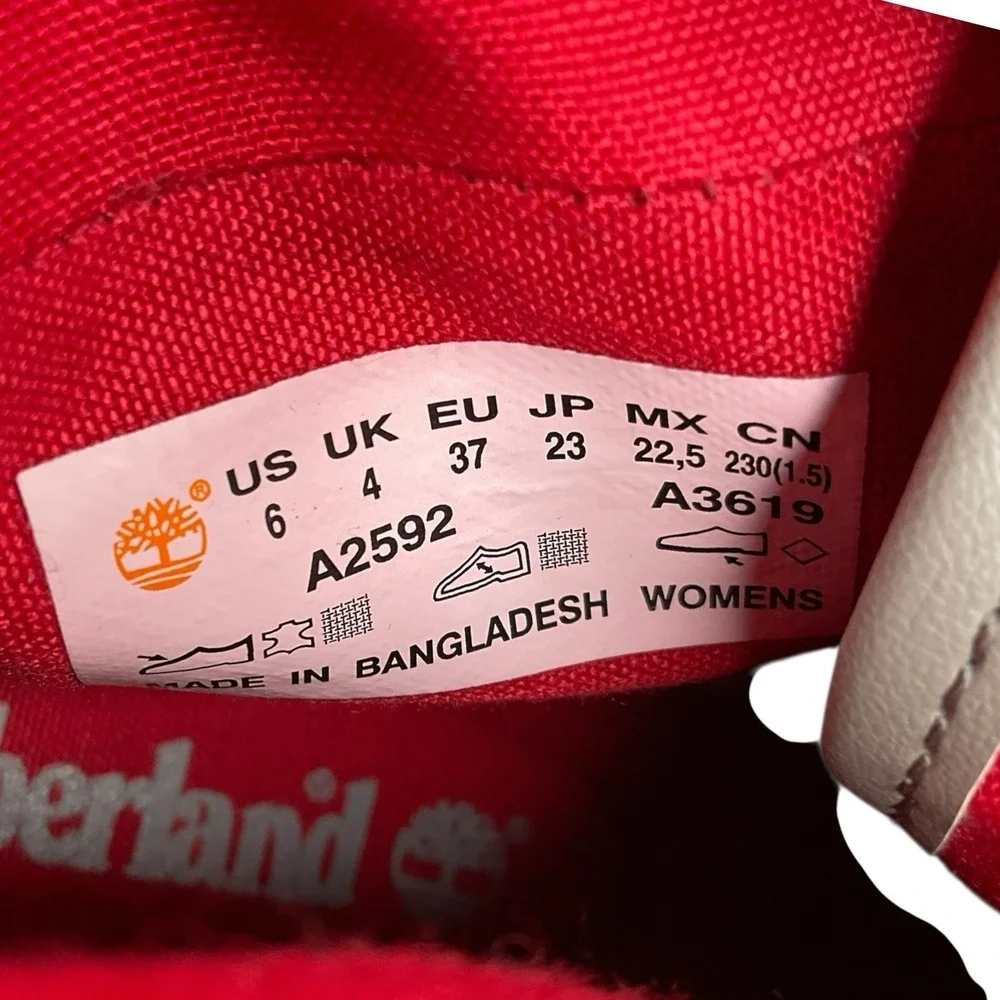 ®
US UK EU JP MX CN
6 4 37 23 22,5 230(1.5)
A2592 A3619
MADE IN BANGLADESH WOMENS
berland